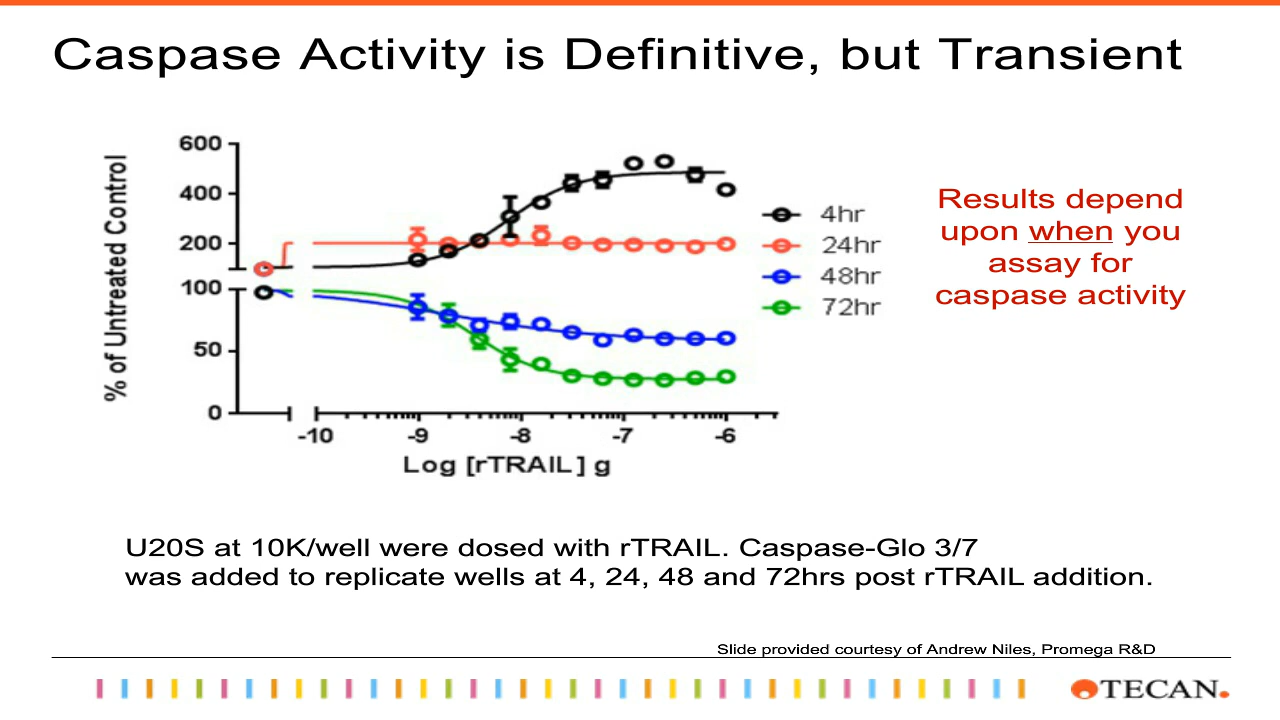 Caspase Activity is Definitive, but Transient
% of Untreated Control
600
400
200
100
50
0
-10
-9
-8
-7
-6
Log [rTRAIL] g
4hr
24hr
48hr
72hr
Results depend
upon when you
assay for
caspase activity
U20S at 10K/well were dosed with rTRAIL. Caspase-Glo 3/7
was added to replicate wells at 4, 24, 48 and 72hrs post rTRAIL addition.
Slide provided courtesy of Andrew Niles, Promega R&D
TECAN.